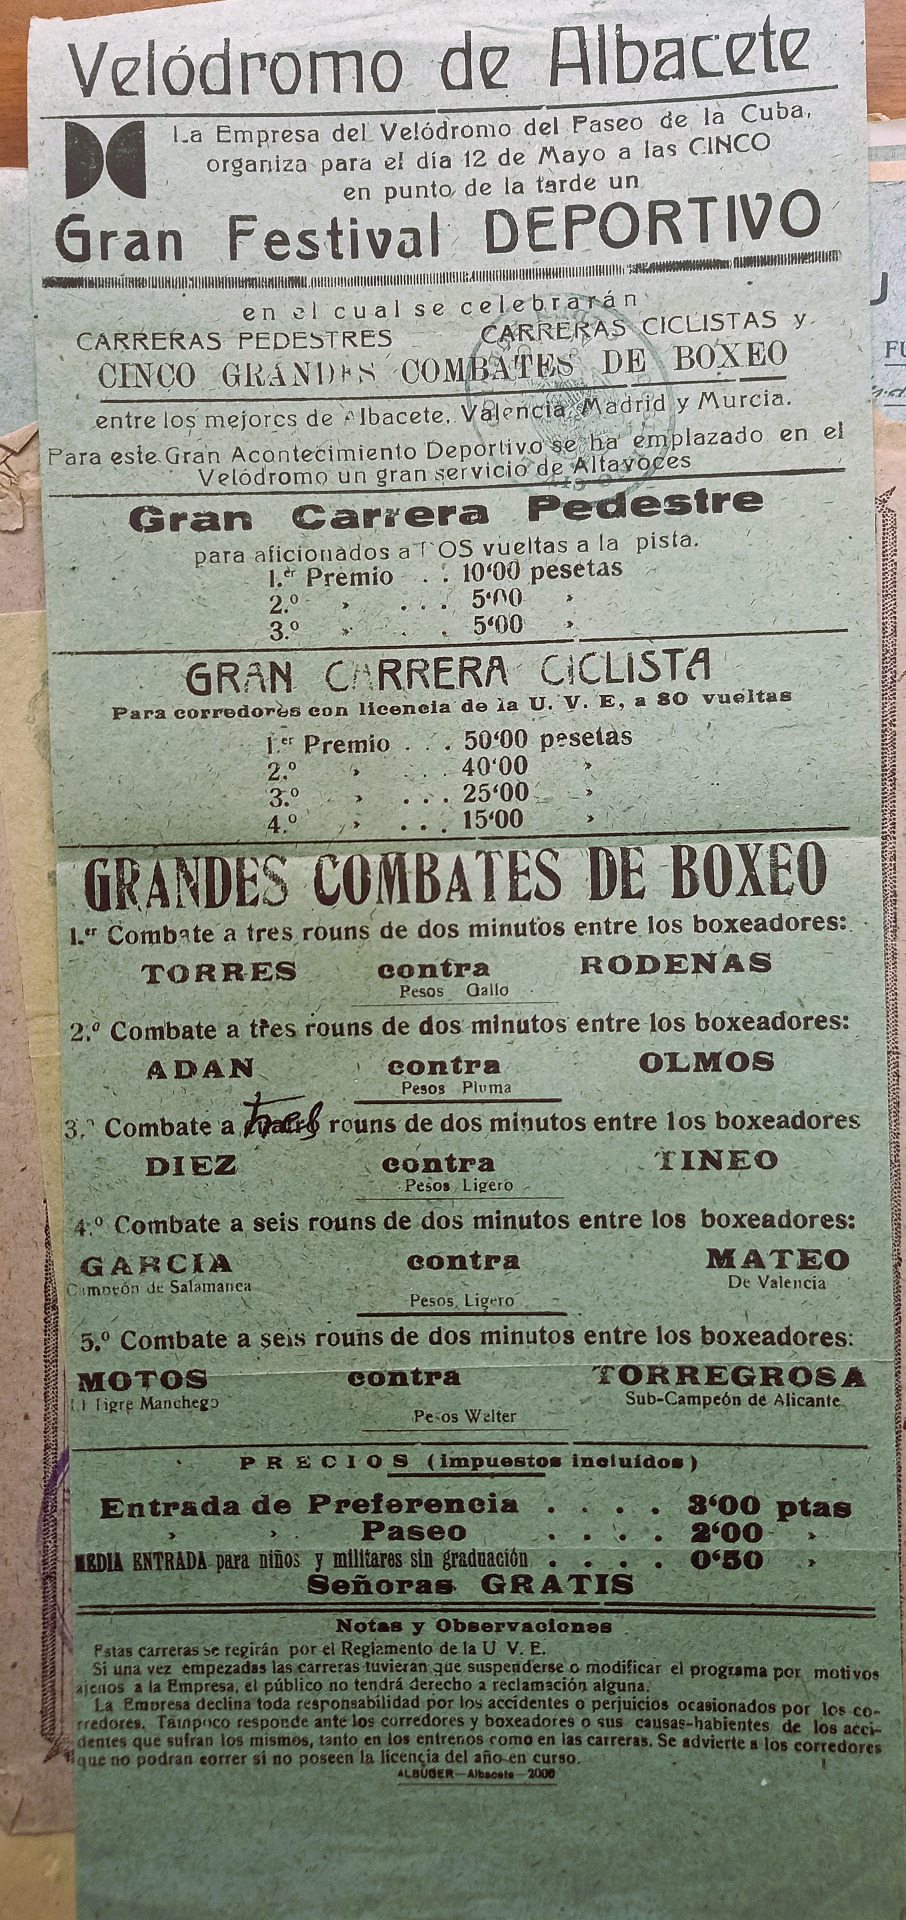 Velódromo de Albacete
La Empresa del Velódromo del Paseo de la Cuba,
organiza para el día 12 de Mayo a las CINCO
en punto de la tarde un
Gran Festival DEPORTIVO
en el cual se celebrarán
CARRERAS PEDESTRES CARRERAS CICLISTAS y
CINCO GRANDES COMBATES DE BOXEO
entre los mejores de Albacete, Valencia, Madrid y Murcia.
Para este Gran Acontecimiento Deportivo se ha emplazado en el
Velódromo un gran servicio de Altavoces
Gran Carrera Pedestre
para aficionados a DOS vueltas a la pista.
1.er Premio . . 10'00 pesetas
2.º » . . . 5'00 »
3.º » . . 5'00 »
GRAN CARRERA CICLISTA
Para corredores con licencia de la U. V. E, a 80 vueltas
1.er Premio . . . 50'00 pesetas
2.º » . . . 40'00 »
3.º » . . . 25'00 »
4.º » . . . 15'00 »
GRANDES COMBATES DE BOXEO
1.er Combate a tres rouns de dos minutos entre los boxeadores:
TORRES contra RODENAS
Pesos Gallo
2.º Combate a tres rouns de dos minutos entre los boxeadores:
ADAN contra OLMOS
Pesos Pluma
3.º Combate a tres rouns de dos minutos entre los boxeadores
DIEZ contra TINEO
Pesos Ligero
4.º Combate a seis rouns de dos minutos entre los boxeadores:
GARCIA contra MATEO
Campeón de Salamanca De Valencia
Pesos Ligero
5.º Combate a seis rouns de dos minutos entre los boxeadores:
MOTOS contra TORREGROSA
El Tigre Manchego Sub-Campeón de Alicante
Pesos Walter
PRECIOS (impuestos incluídos)
Entrada de Preferencia . . . . 3'00 ptas
» » Paseo . . . . 2'00 »
MEDIA ENTRADA para niños y militares sin graduación . . . . 0'50 »
Señoras GRATIS
Notas y Observaciones
Estas carreras se regirán por el Reglamento de la U V. E.
Si una vez empezadas las carreras tuvieran que suspenderse o modificar el programa por motivos
ajenos a la Empresa, el público no tendrá derecho a reclamación alguna.
La Empresa declina toda responsabilidad por los accidentes o perjuicios ocasionados por los co-
rredores. Tampoco responde ante los corredores y boxeadores o sus causas-habientes de los acci-
dentes que sufran los mismos, tanto en los entrenos como en las carreras. Se advierte a los corredores
que no podran correr si no poseen la licencia del año en curso.
ALBUGER—Albacete—2006